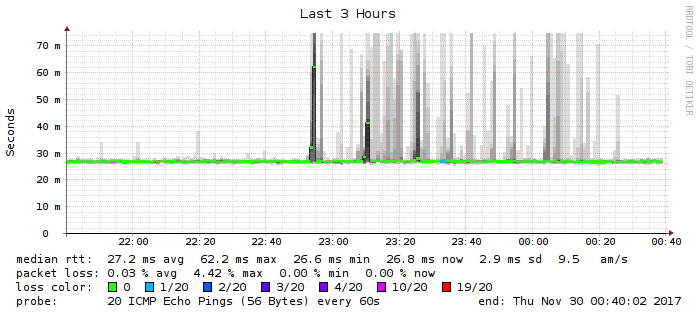 Last 3 Hours
RRDTOOL / TOBI OETIKER
Seconds
70 m
60 m
50 m
40 m
30 m
20 m
10 m
0
22:00 22:20 22:40 23:00 23:20 23:40 00:00 00:20 00:40
median rtt: 27.2 ms avg 62.2 ms max 26.6 ms min 26.8 ms now 2.9 ms sd 9.5 am/s
packet loss: 0.03 % avg 4.42 % max 0.00 % min 0.00 % now
loss color: 0 1/20 2/20 3/20 4/20 10/20 19/20
probe: 20 ICMP Echo Pings (56 Bytes) every 60s end: Thu Nov 30 00:40:02 2017